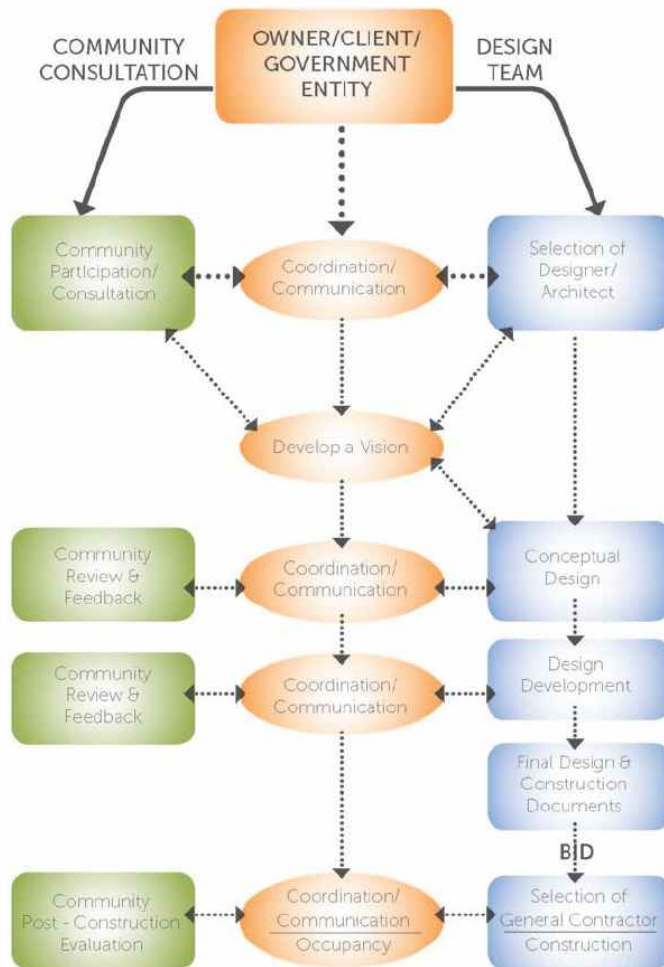 COMMUNITY
CONSULTATION
OWNER/CLIENT/
GOVERNMENT
ENTITY
DESIGN
TEAM
Community
Participation/
Consultation
Coordination/
Communication
Selection of
Designer/
Architect
Develop a Vision
Community
Review &
Feedback
Coordination/
Communication
Conceptual
Design
Community
Review &
Feedback
Coordination/
Communication
Design
Development
Final Design &
Construction
Documents
BID
Community
Post - Construction
Evaluation
Coordination/
Communication
Occupancy
Selection of
General Contractor
Construction